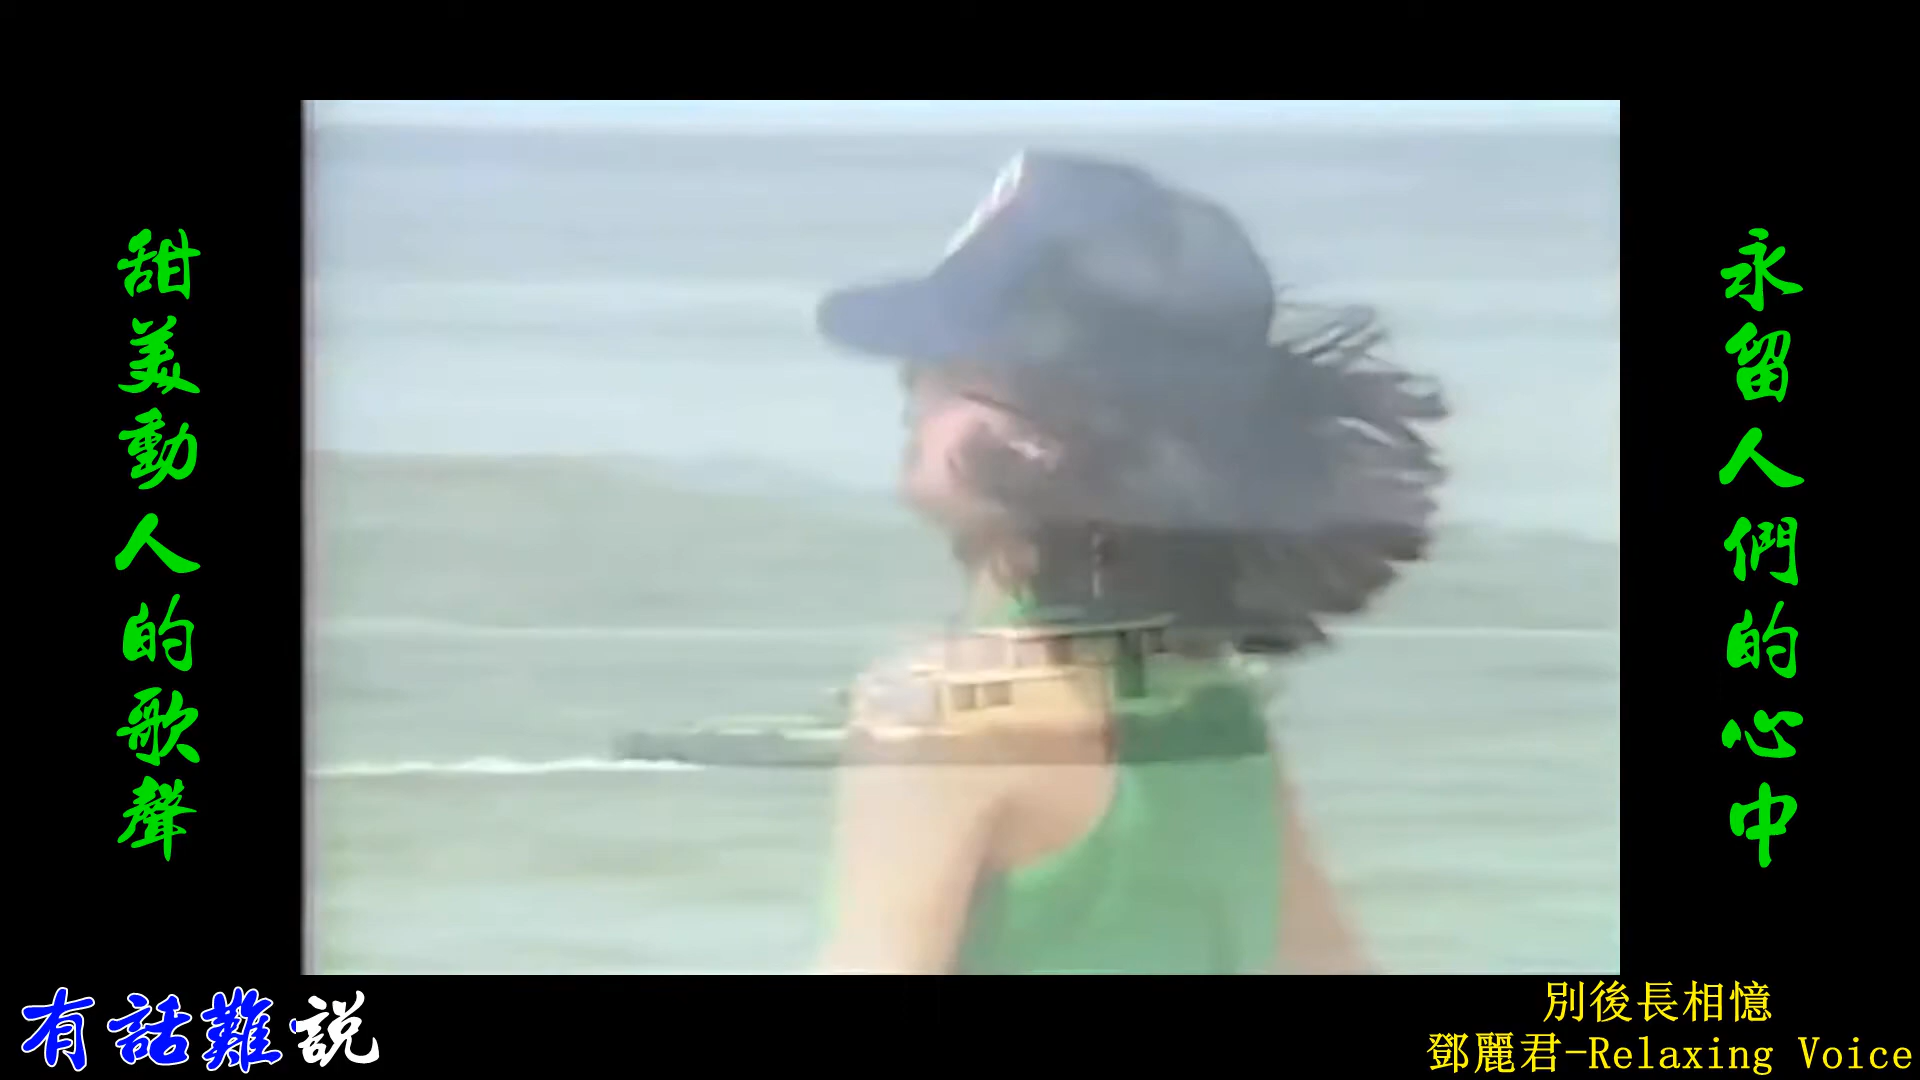 甜美動人的歌聲
永留人們的心中
有話難說
別後長相憶
鄧麗君-Relaxing Voice